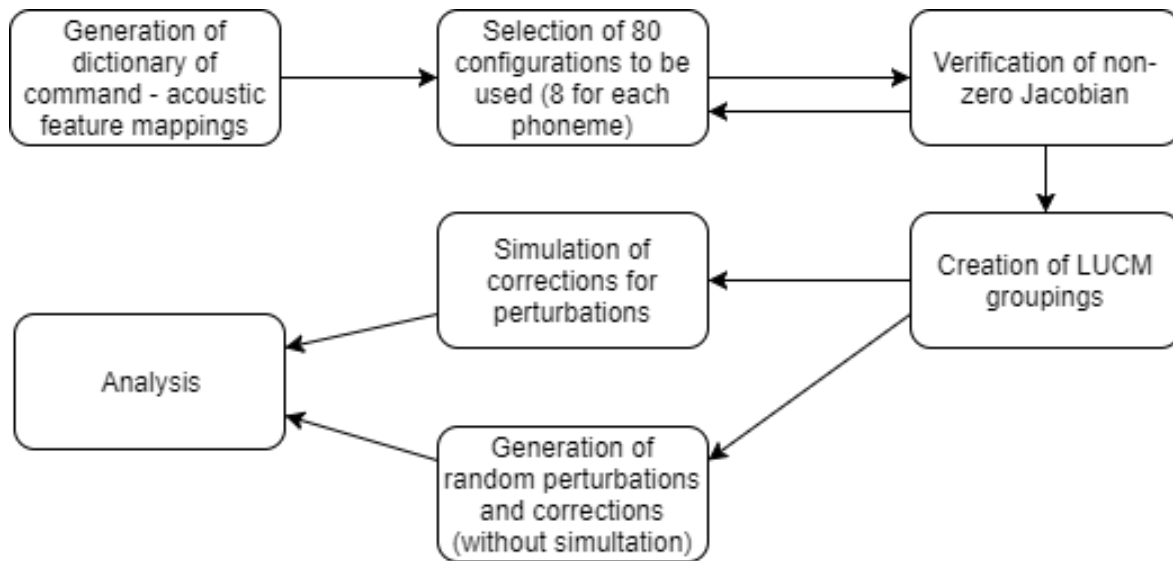 Generation of
dictionary of
command - acoustic
feature mappings
Selection of 80
configurations to be
used (8 for each
phoneme)
Verification of non-
zero Jacobian
Creation of LUCM
groupings
Simulation of
corrections for
perturbations
Analysis
Generation of
random perturbations
and corrections
(without simultation)